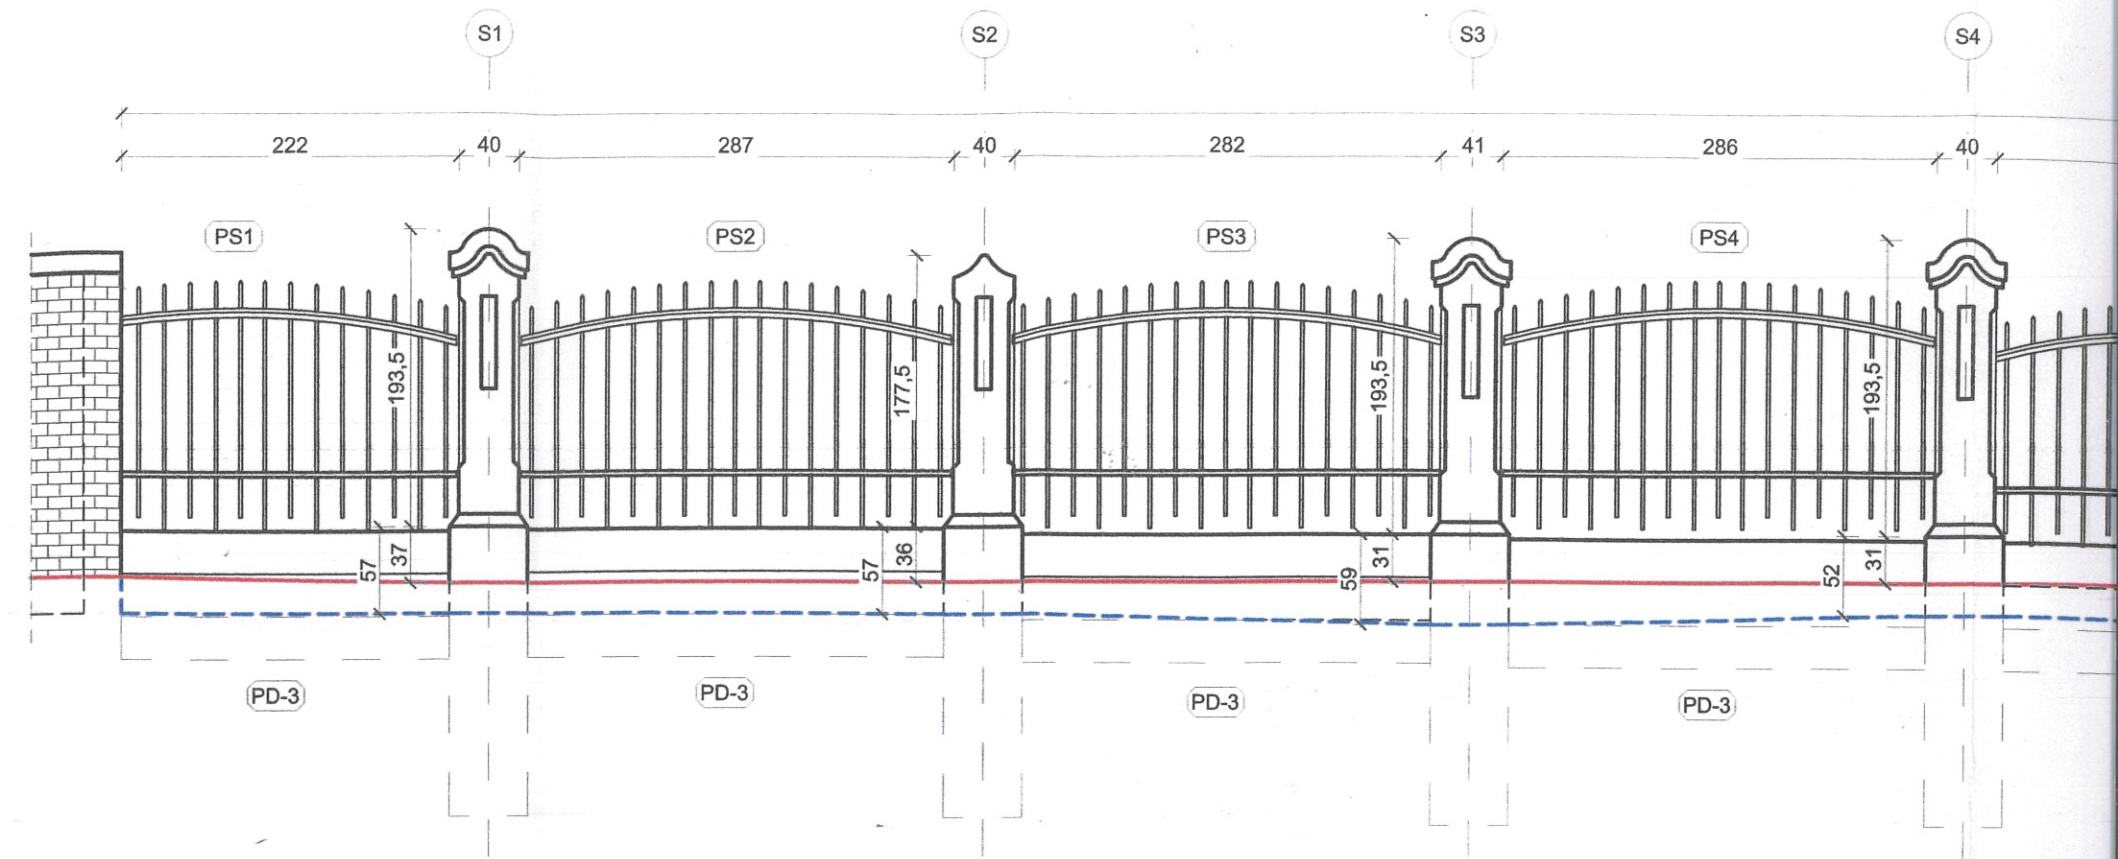 S1 S2 S3 S4
222 40 287 40 282 41 286 40
PS1 PS2 PS3 PS4
193,5 177,5 193,5 193,5
57 37 57 36 59 31 52 31
PD-3 PD-3 PD-3 PD-3